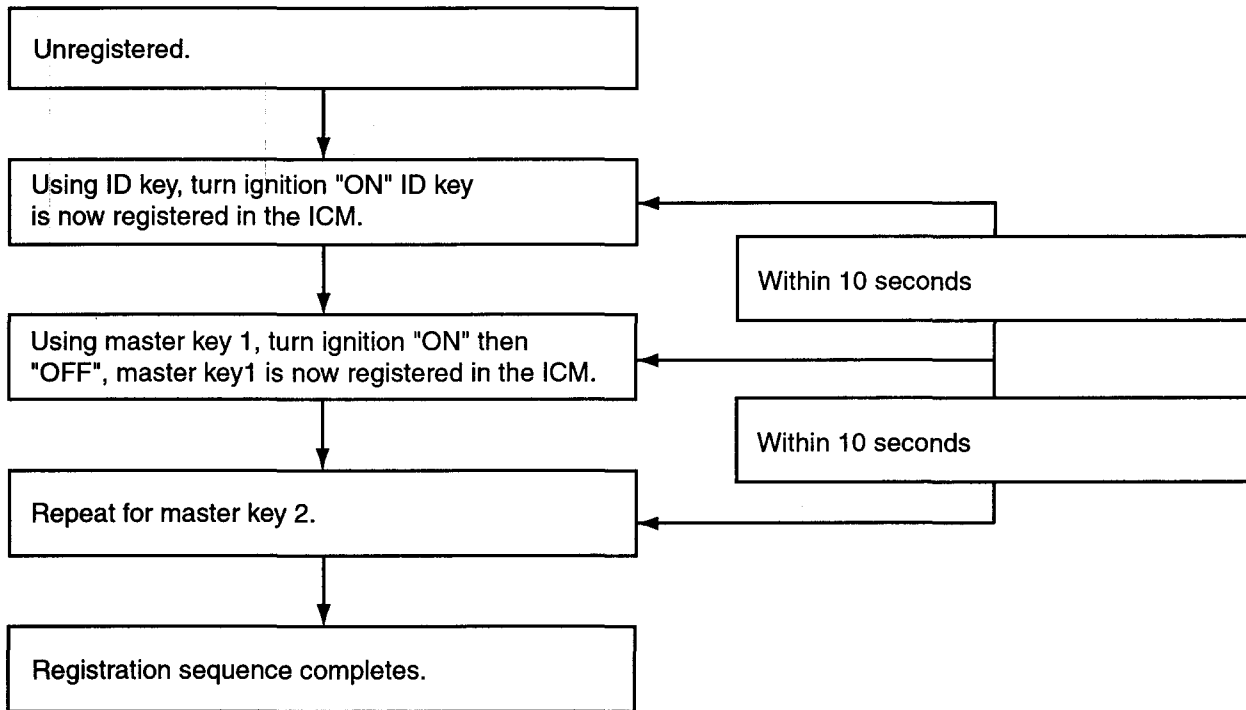 Unregistered.
Using ID key, turn ignition "ON" ID key
is now registered in the ICM.
Within 10 seconds
Using master key 1, turn ignition "ON" then
"OFF", master key1 is now registered in the ICM.
Within 10 seconds
Repeat for master key 2.
Registration sequence completes.